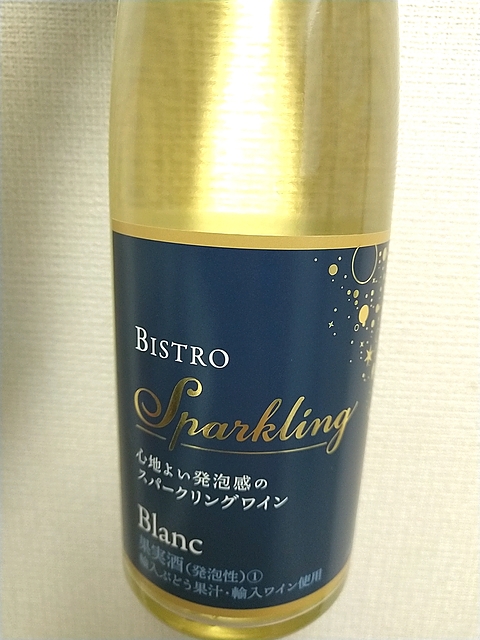 BISTRO
Sparkling
心地よい発泡感の
スパークリングワイン
Blanc
果実酒(発泡性)①
輸入ぶどう果汁・輸入ワイン使用